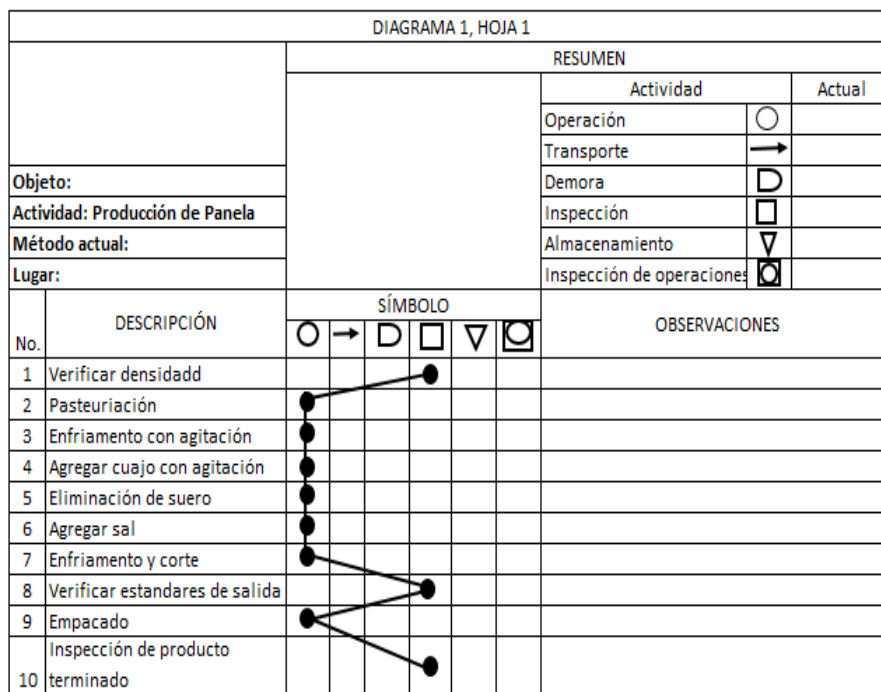 DIAGRAMA 1, HOJA 1
RESUMEN
Actividad Actual
Operación
Transporte
Objeto: Demora
Actividad: Producción de Panela Inspección
Método actual: Almacenamiento
Lugar: Inspección de operaciones
No. DESCRIPCIÓN SÍMBOLO OBSERVACIONES
1 Verificar densidadd
2 Pasteuriación
3 Enfriamento con agitación
4 Agregar cuajo con agitación
5 Eliminación de suero
6 Agregar sal
7 Enfriamento y corte
8 Verificar estandares de salida
9 Empacado
Inspección de producto
10 terminado